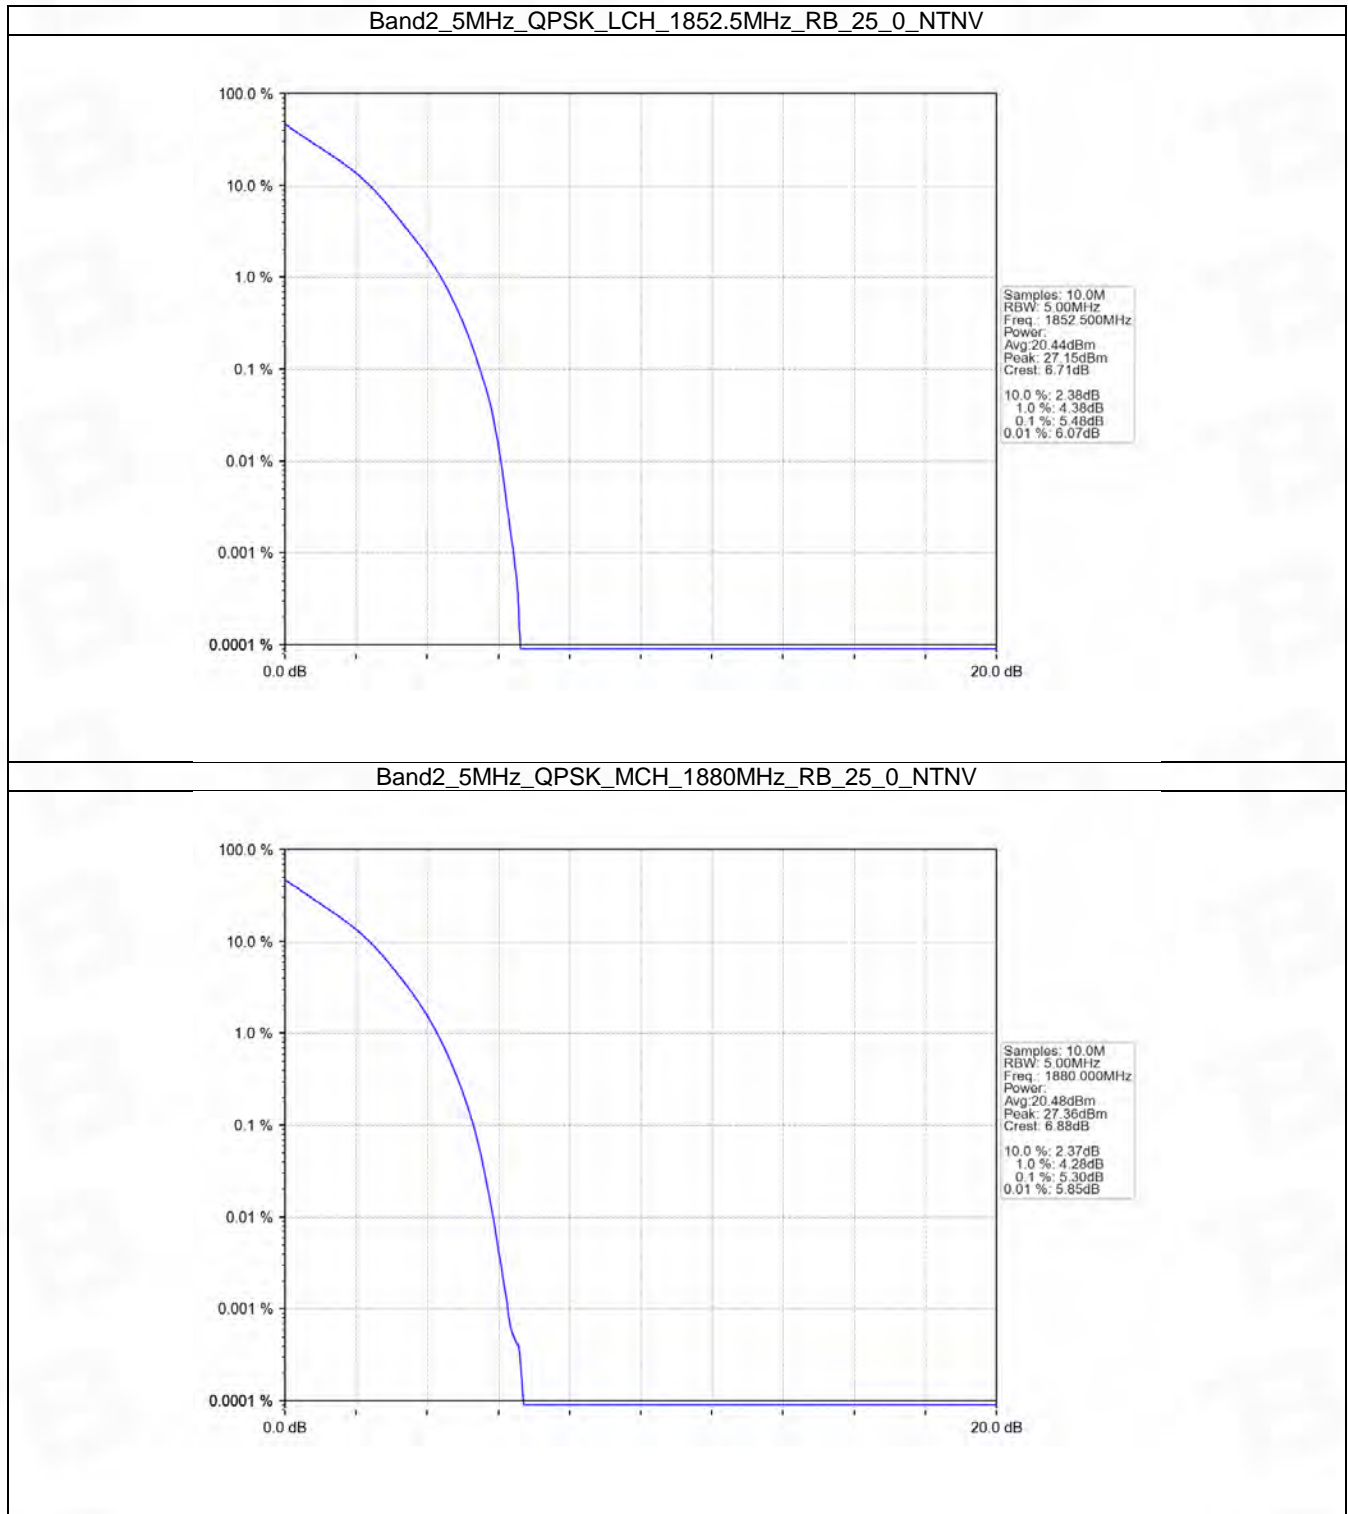 Band2_5MHz_QPSK_LCH_1852.5MHz_RB_25_0_NTNV
100.0 %
10.0 %
1.0 %
0.1 %
0.01 %
0.001 %
0.0001 %
0.0 dB
20.0 dB
Samples: 10.0M
RBW: 5.00MHz
Freq.: 1852.500MHz
Power:
Avg:20.44dBm
Peak: 27.15dBm
Crest: 6.71dB
10.0 %: 2.38dB
1.0 %: 4.38dB
0.1 %: 5.48dB
0.01 %: 6.07dB
Band2_5MHz_QPSK_MCH_1880MHz_RB_25_0_NTNV
100.0 %
10.0 %
1.0 %
0.1 %
0.01 %
0.001 %
0.0001 %
0.0 dB
20.0 dB
Samples: 10.0M
RBW: 5.00MHz
Freq.: 1880.000MHz
Power:
Avg:20.48dBm
Peak: 27.36dBm
Crest: 6.88dB
10.0 %: 2.37dB
1.0 %: 4.28dB
0.1 %: 5.30dB
0.01 %: 5.85dB